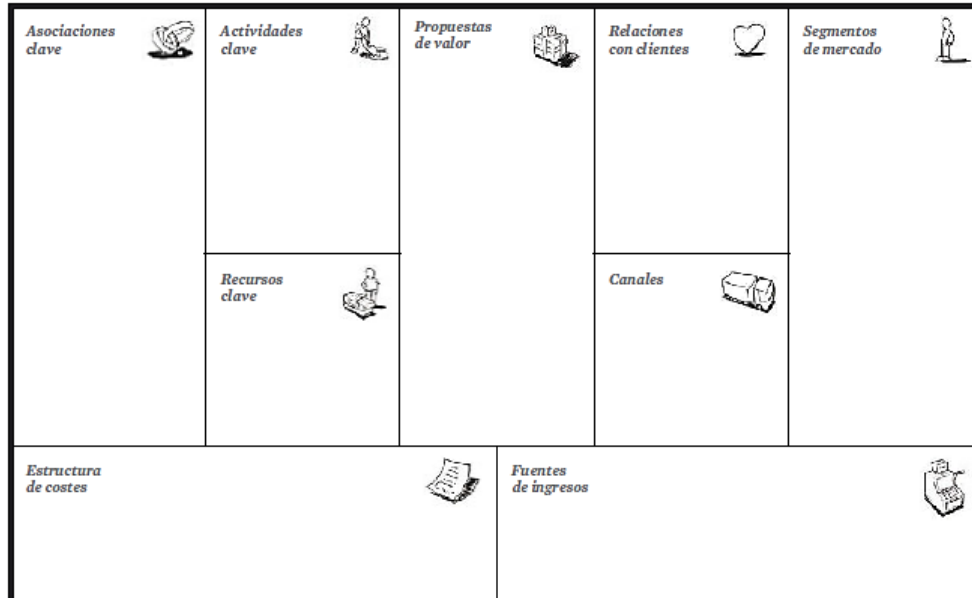 Asociaciones
clave
Actividades
clave
Propuestas
de valor
Relaciones
con clientes
Segmentos
de mercado
Recursos
clave
Canales
Estructura
de costes
Fuentes
de ingresos